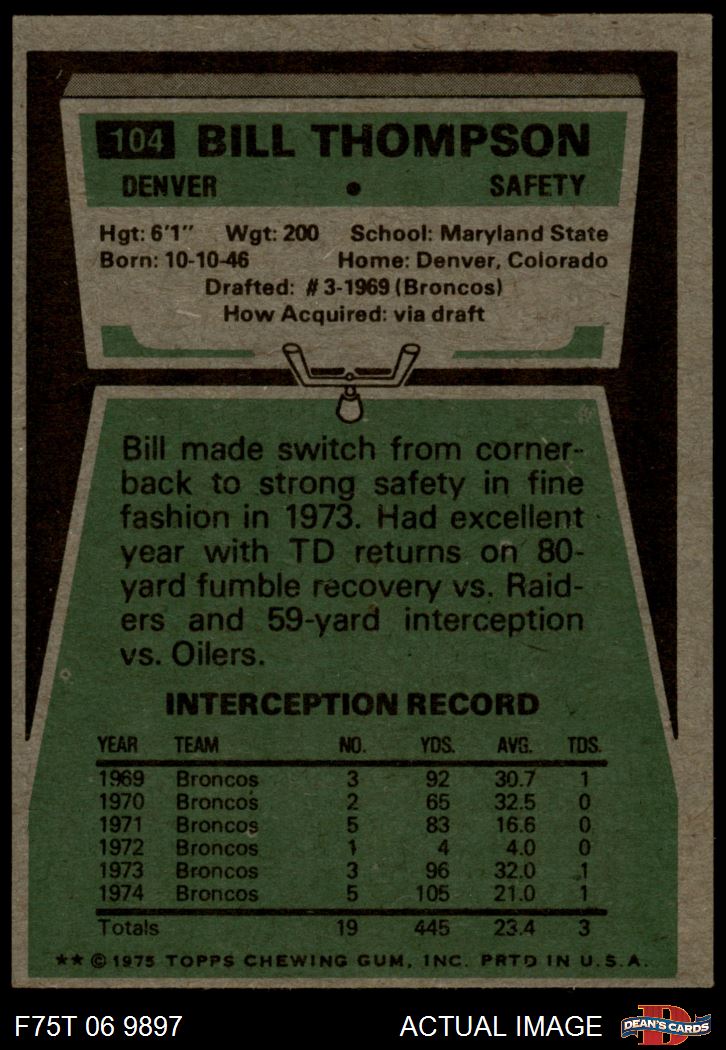 104 BILL THOMPSON
DENVER • SAFETY
Hgt: 6'1" Wgt: 200 School: Maryland State
Born: 10-10-46 Home: Denver, Colorado
Drafted: #3-1969 (Broncos)
How Acquired: via draft
Bill made switch from corner-
back to strong safety in fine
fashion in 1973. Had excellent
year with TD returns on 80-
yard fumble recovery vs. Raid-
ers and 59-yard interception
vs. Oilers.
INTERCEPTION RECORD
YEAR TEAM NO. YDS. AVG. TDS.
1969 Broncos 3 92 30.7 1
1970 Broncos 2 65 32.5 0
1971 Broncos 5 83 16.6 0
1972 Broncos 1 4 4.0 0
1973 Broncos 3 96 32.0 1
1974 Broncos 5 105 21.0 1
Totals 19 445 23.4 3
** © 1975 TOPPS CHEWING GUM, INC. PRTD IN U.S.A.
F75T 06 9897 ACTUAL IMAGE D DEAN'S CARDS